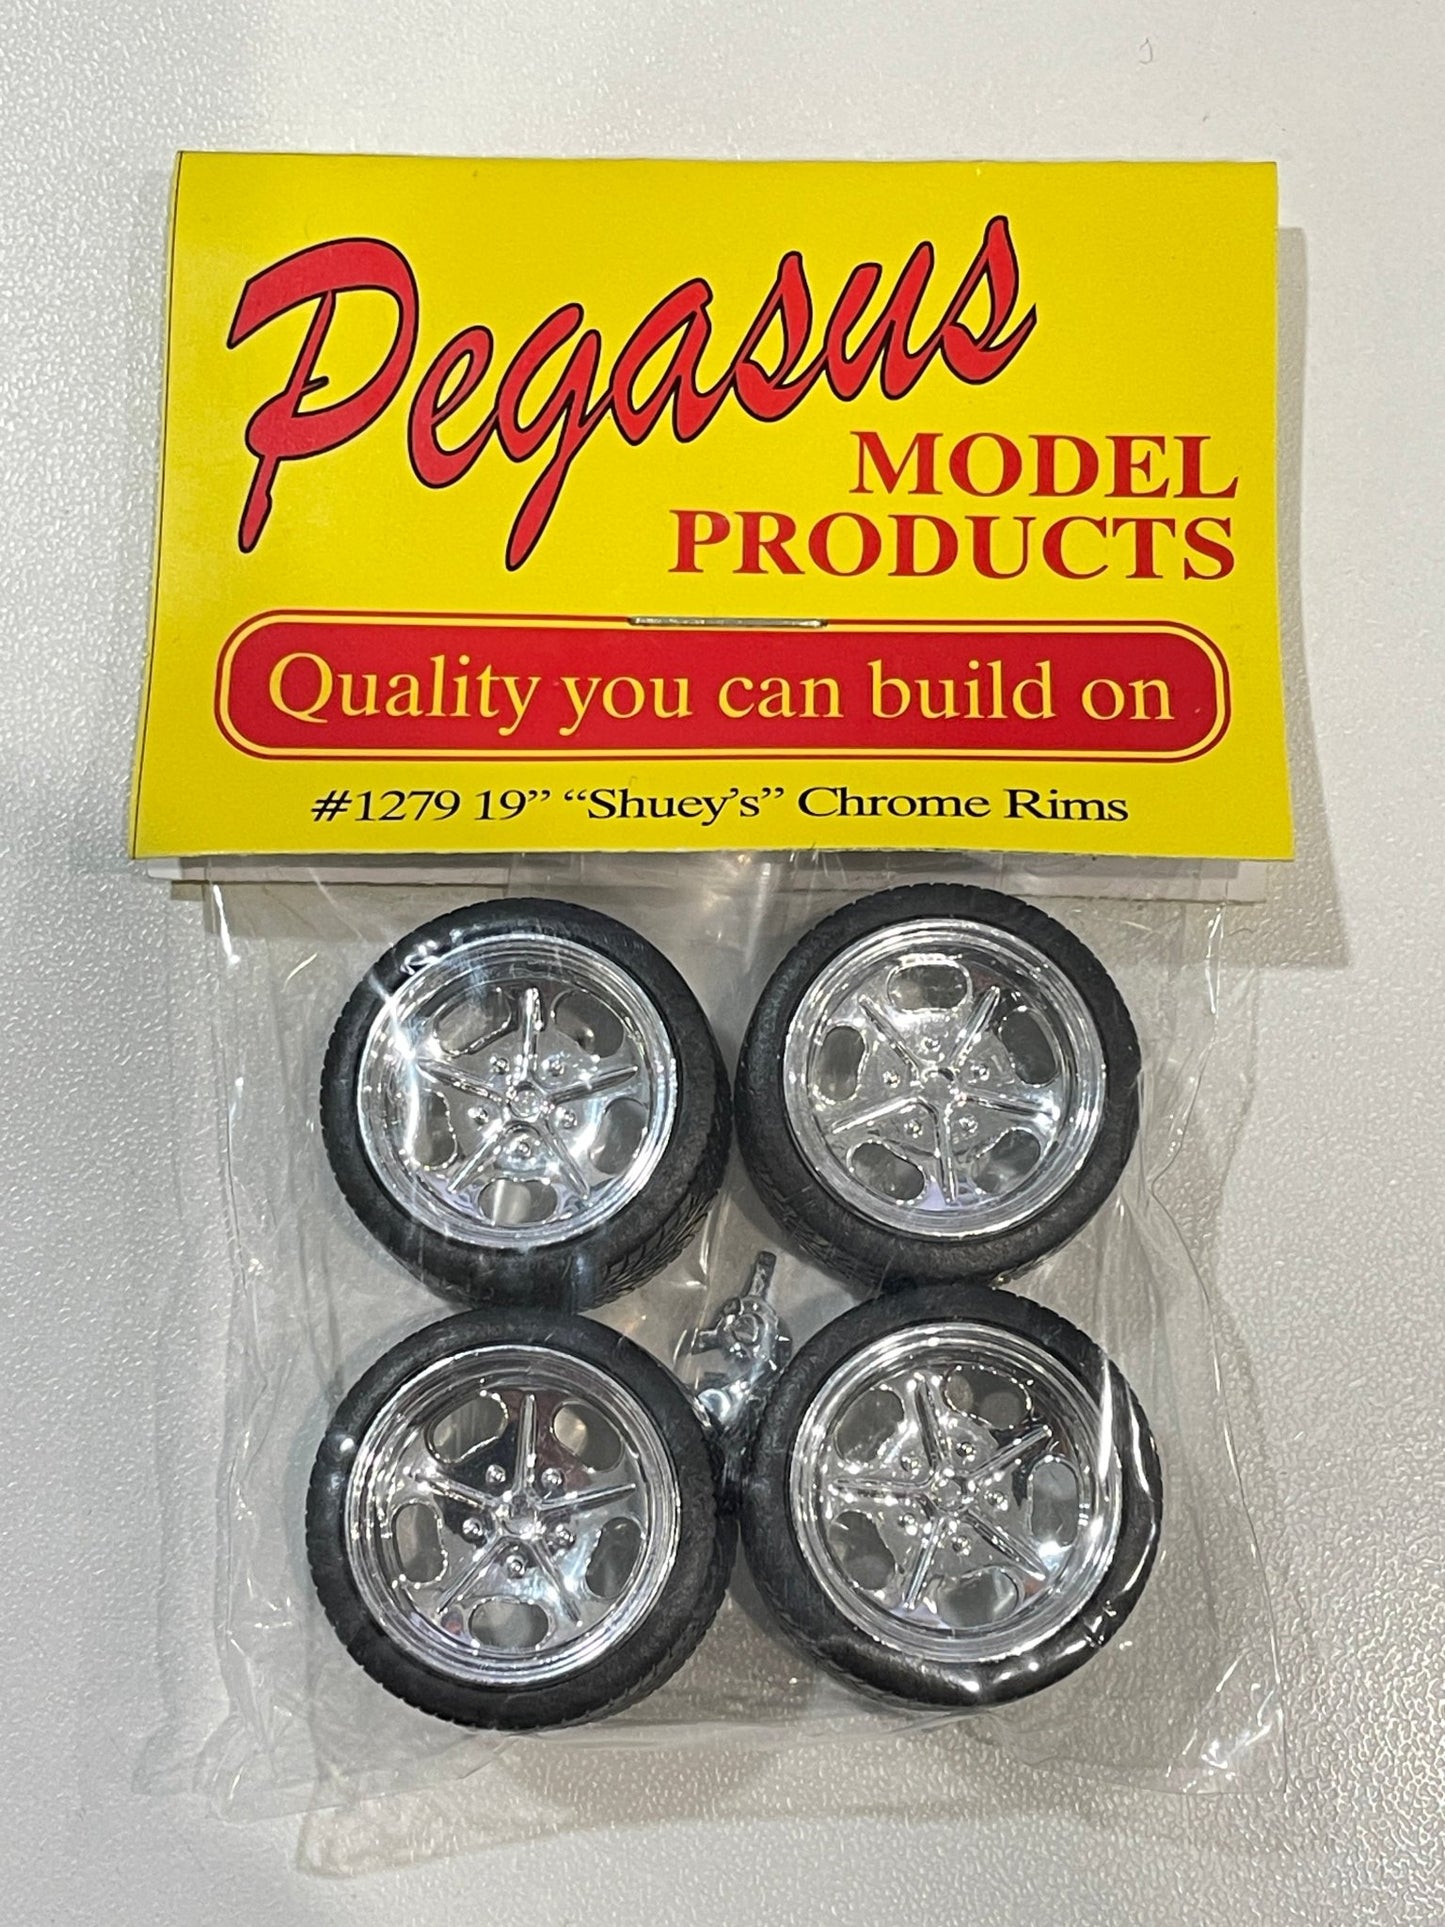 Pegasus
MODEL
PRODUCTS
Quality you can build on
#1279 19” “Shuey’s” Chrome Rims